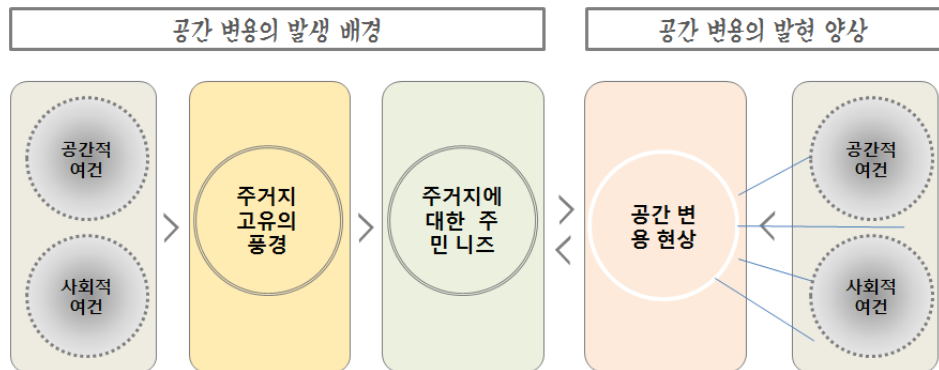 공간 변용의 발생 배경
공간 변용의 발현 양상
공간적
여건
사회적
여건
주거지
고유의
풍경
주거지에
대한 주
민 니즈
공간 변
용 현상
공간적
여건
사회적
여건